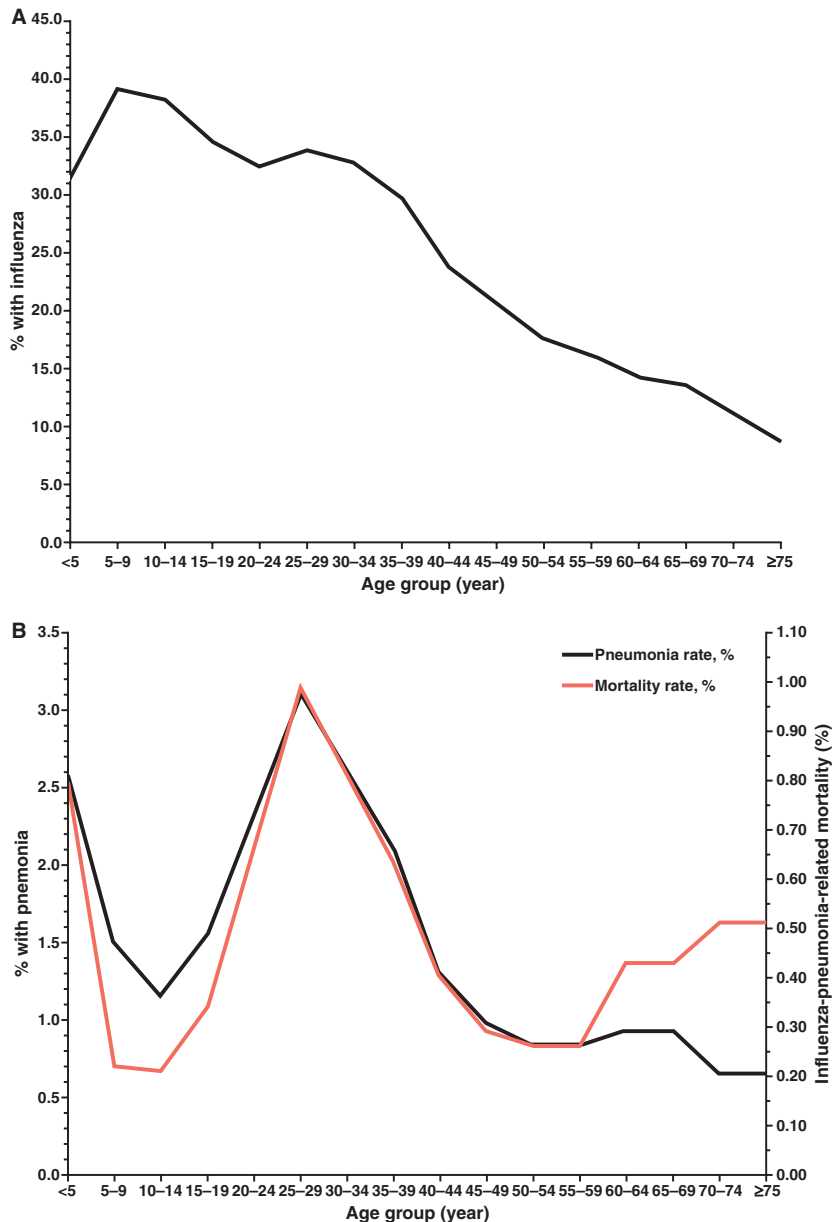 A
45.0
40.0
35.0
30.0
25.0
20.0
15.0
10.0
5.0
0.0
% with influenza
<5 5–9 10–14 15–19 20–24 25–29 30–34 35–39 40–44 45–49 50–54 55–59 60–64 65–69 70–74 ≥75
Age group (year)
B
3.5
3.0
2.5
2.0
1.5
1.0
0.5
0.0
% with pnemonia
Pneumonia rate, %
Mortality rate, %
1.10
1.00
0.90
0.80
0.70
0.60
0.50
0.40
0.30
0.20
0.10
0.00
Influenza-pneumonia-related mortality (%)
<5 5–9 10–14 15–19 20–24 25–29 30–34 35–39 40–44 45–49 50–54 55–59 60–64 65–69 70–74 ≥75
Age group (year)